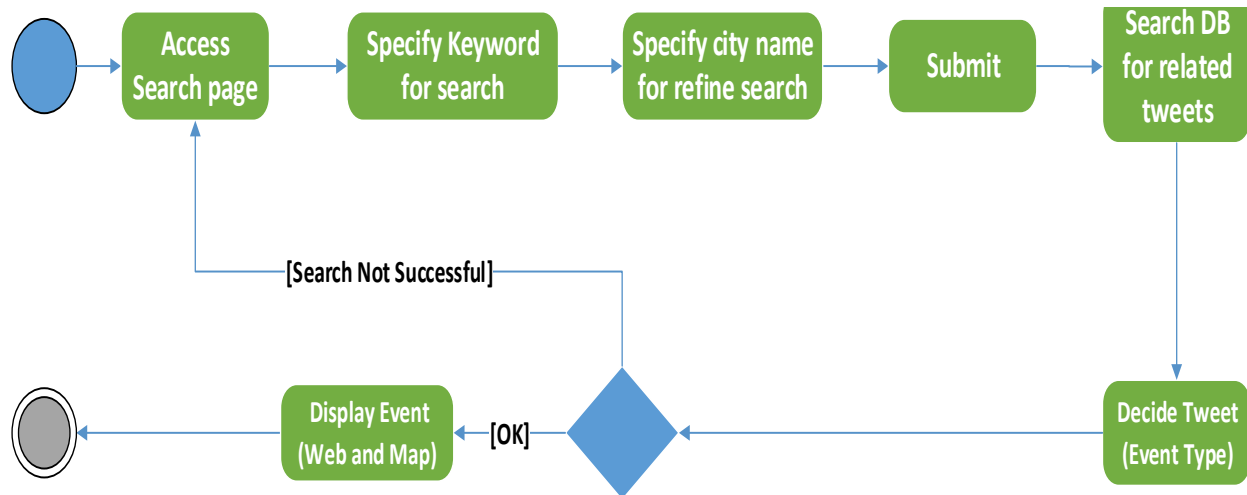 Access
Search page
Specify Keyword
for search
Specify city name
for refine search
Submit
Search DB
for related
tweets
[Search Not Successful]
Display Event
(Web and Map)
[OK]
Decide Tweet
(Event Type)